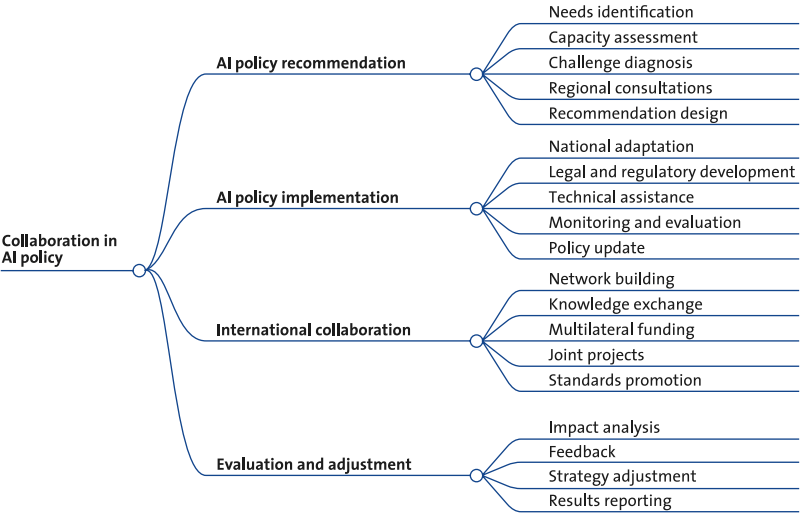 Needs identification
Capacity assessment
AI policy recommendation
Challenge diagnosis
Regional consultations
Recommendation design
National adaptation
Legal and regulatory development
AI policy implementation
Technical assistance
Monitoring and evaluation
Policy update
Collaboration in
AI policy
Network building
Knowledge exchange
International collaboration
Multilateral funding
Joint projects
Standards promotion
Impact analysis
Feedback
Evaluation and adjustment
Strategy adjustment
Results reporting